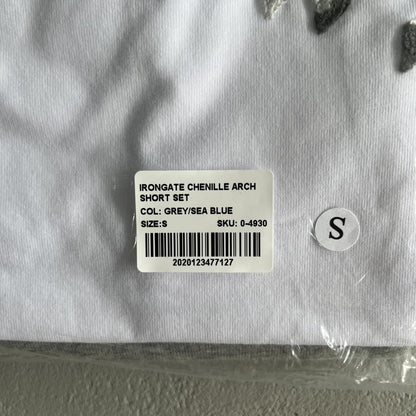 IRONGATE CHENILLE ARCH
SHORT SET
COL: GREY/SEA BLUE
SIZE:S SKU: 0-4930
2020123477127
S